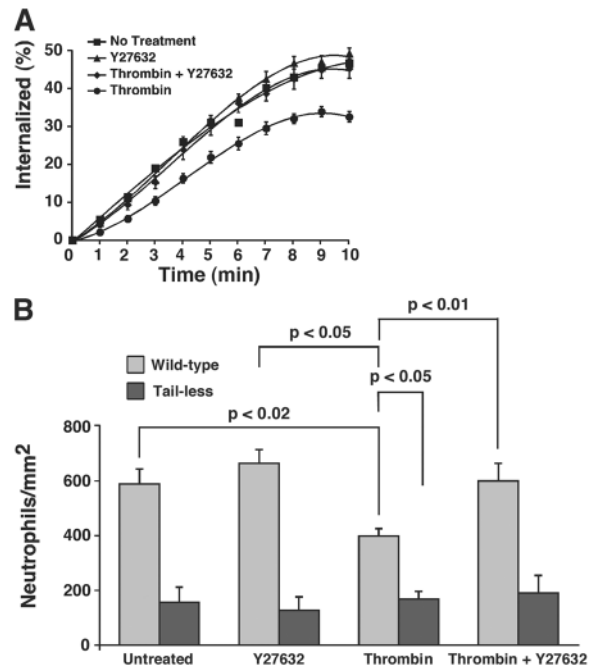 A
No Treatment
Y27632
Thrombin + Y27632
Thrombin
Internalized (%)
50
40
30
20
10
0
0 1 2 3 4 5 6 7 8 9 10
Time (min)
B
p < 0.01
p < 0.05
Wild-type
Tail-less
p < 0.05
p < 0.02
Neutrophils/mm2
800
600
400
200
0
Untreated Y27632 Thrombin Thrombin + Y27632